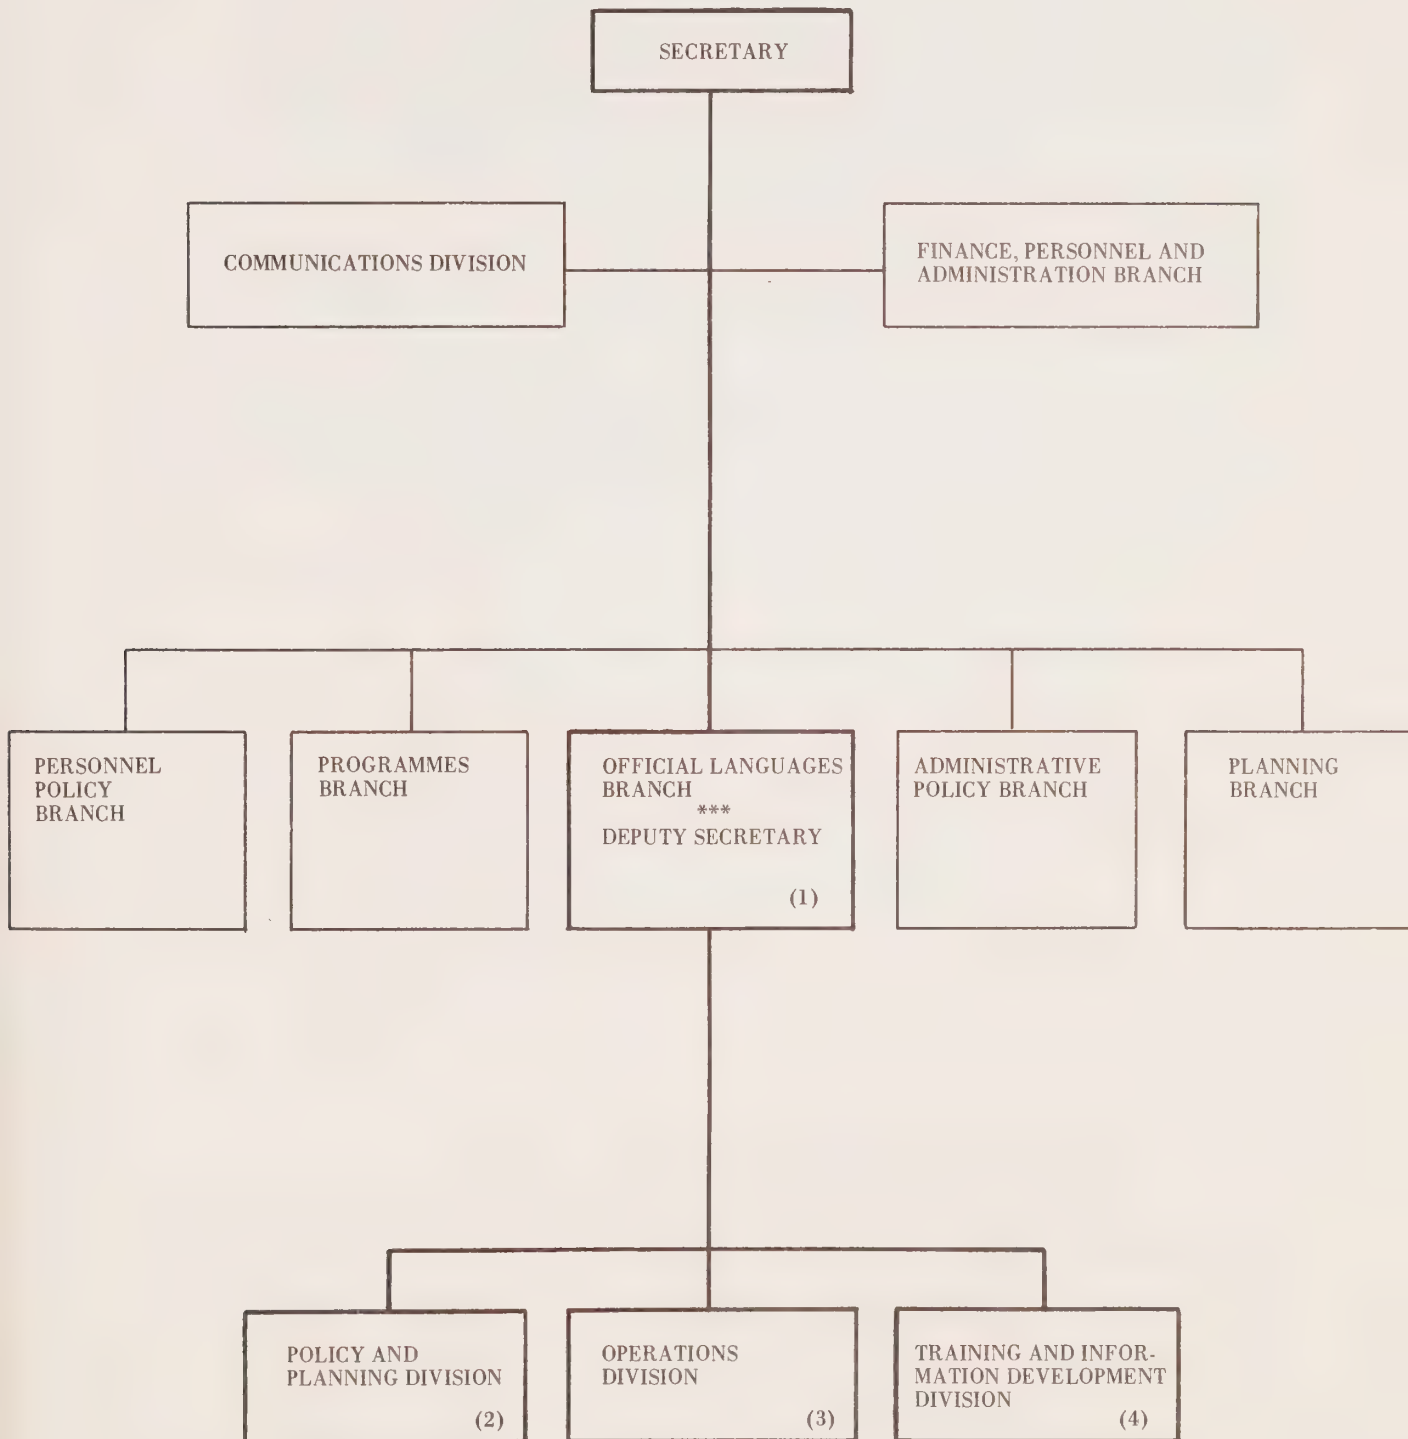 SECRETARY
COMMUNICATIONS DIVISION
FINANCE, PERSONNEL AND
ADMINISTRATION BRANCH
PERSONNEL
POLICY
BRANCH
PROGRAMMES
BRANCH
OFFICIAL LANGUAGES
BRANCH
***
DEPUTY SECRETARY
(1)
ADMINISTRATIVE
POLICY BRANCH
PLANNING
BRANCH
POLICY AND
PLANNING DIVISION
(2)
OPERATIONS
DIVISION
(3)
TRAINING AND INFOR-
MATION DEVELOPMENT
DIVISION
(4)